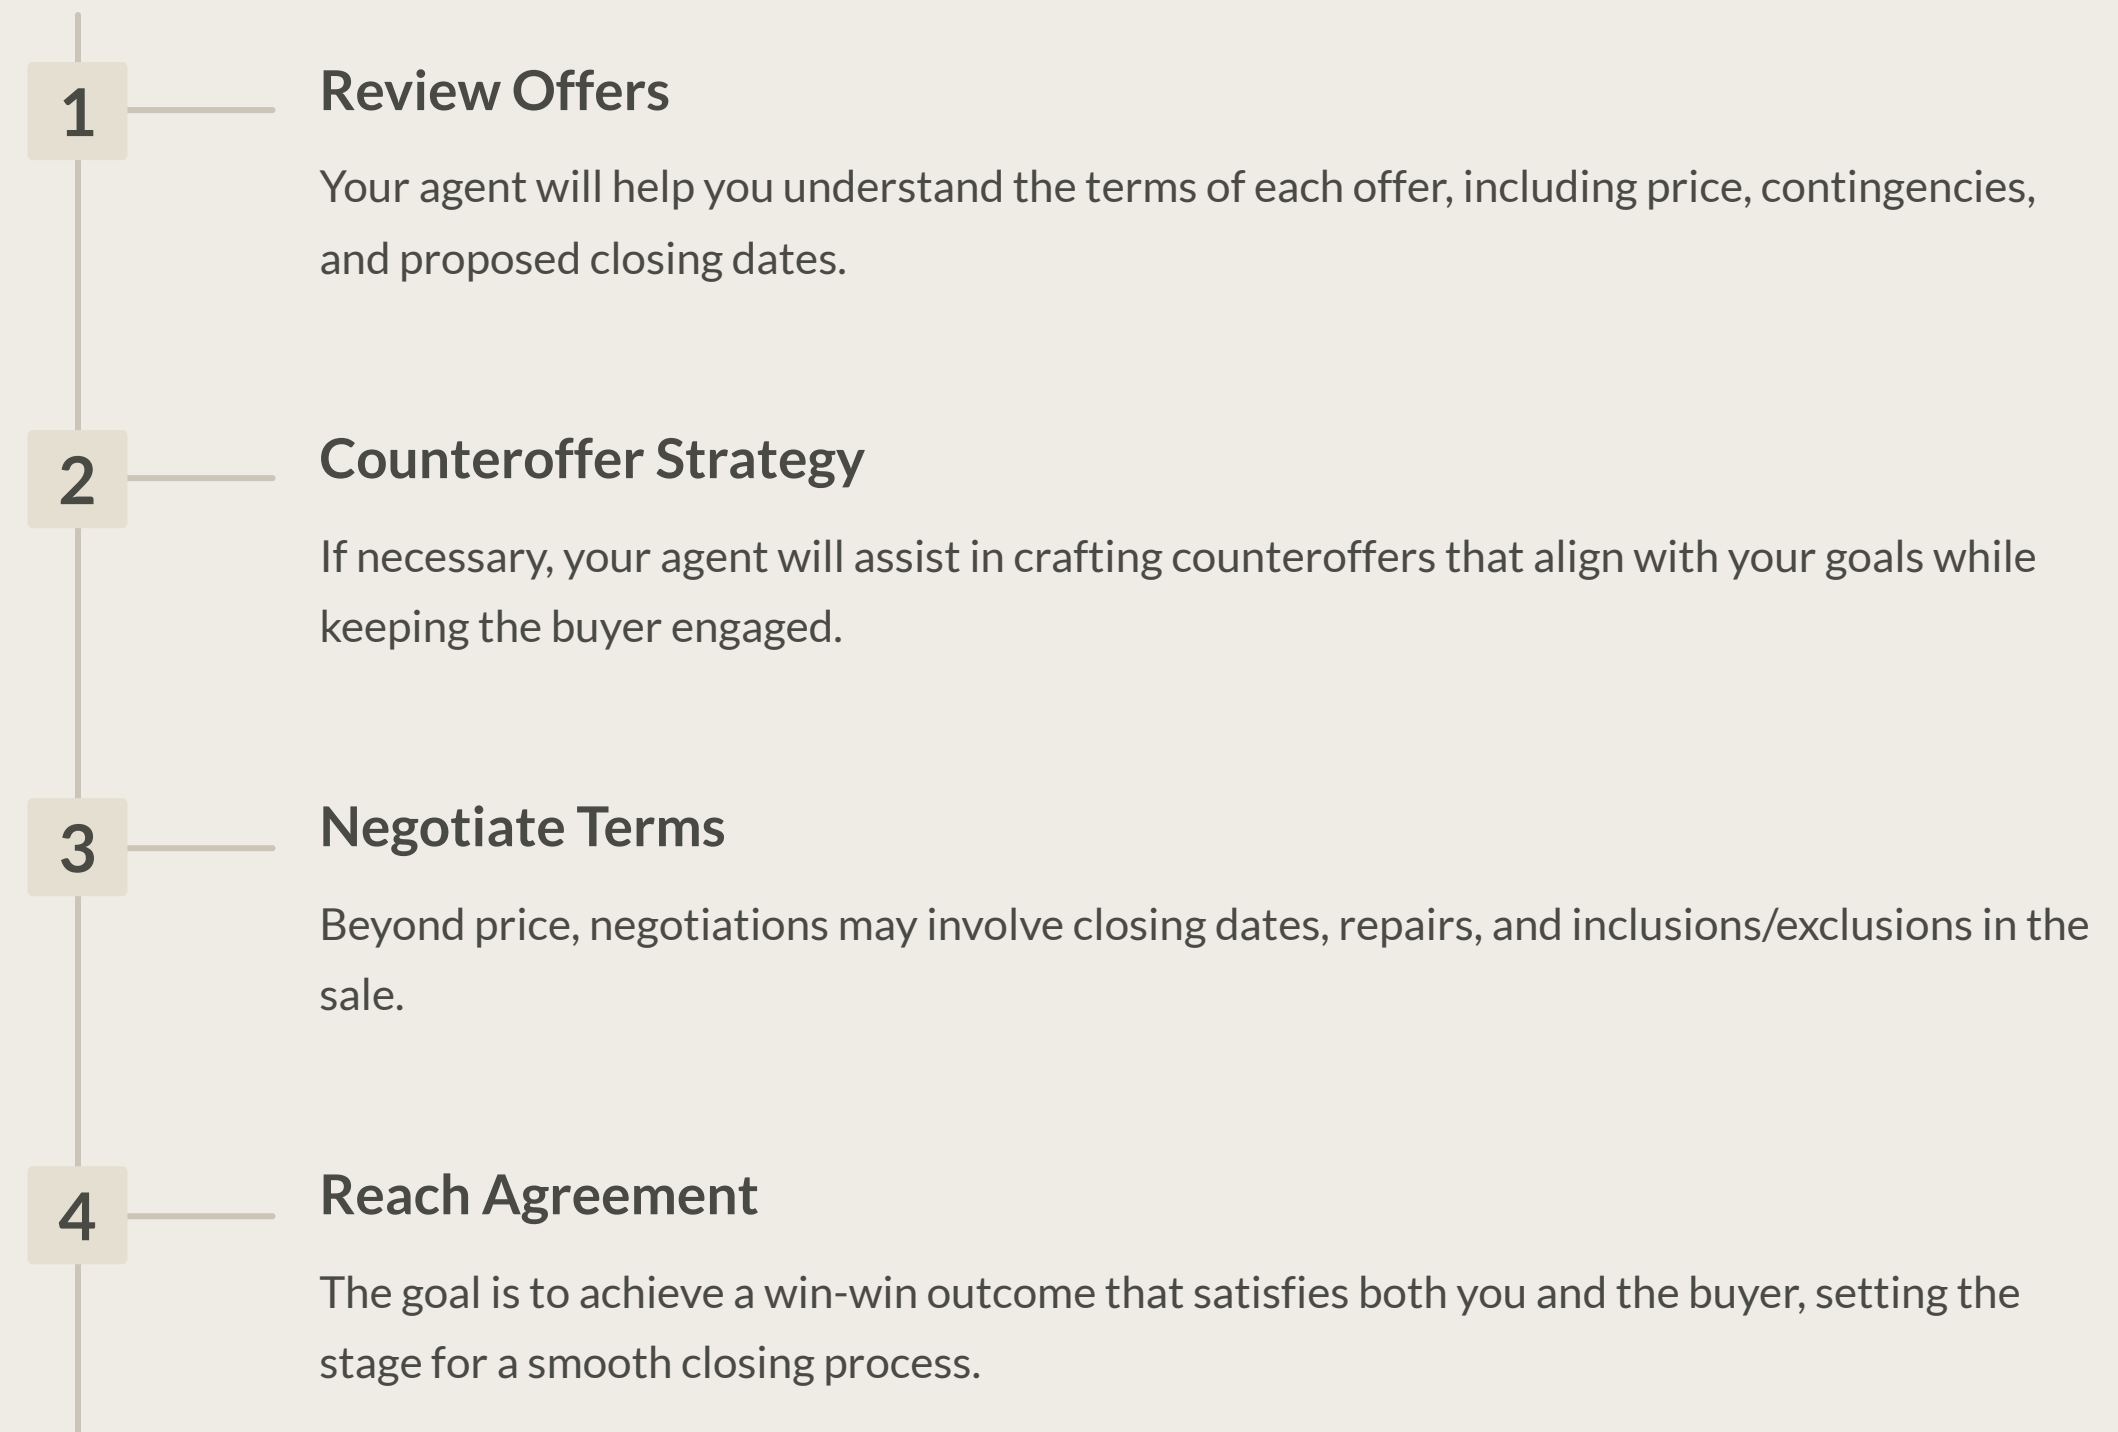 1
Review Offers
Your agent will help you understand the terms of each offer, including price, contingencies,
and proposed closing dates.
2
Counteroffer Strategy
If necessary, your agent will assist in crafting counteroffers that align with your goals while
keeping the buyer engaged.
3
Negotiate Terms
Beyond price, negotiations may involve closing dates, repairs, and inclusions/exclusions in the
sale.
4
Reach Agreement
The goal is to achieve a win-win outcome that satisfies both you and the buyer, setting the
stage for a smooth closing process.